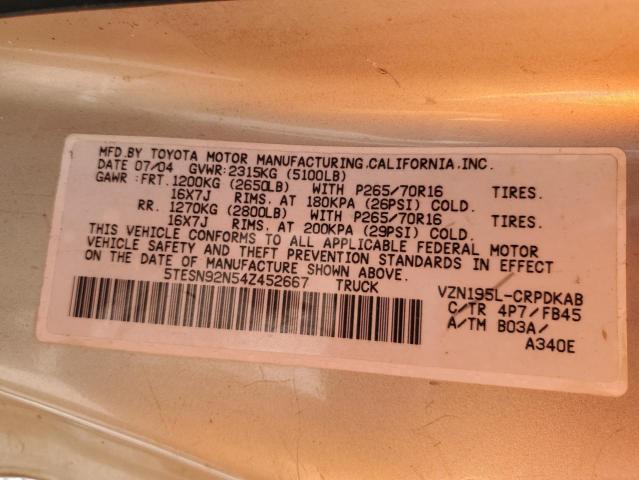 MFD.BY TOYOTA MOTOR MANUFACTURING,CALIFORNIA,INC.
DATE 07/04 GVWR:2315KG (5100LB)
GAWR:FRT.1200KG (2650LB) WITH P265/70R16 TIRES.
16X7J RIMS. AT 180KPA (26PSI) COLD.
RR. 1270KG (2800LB) WITH P265/70R16 TIRES.
16X7J RIMS. AT 200KPA (29PSI) COLD.
THIS VEHICLE CONFORMS TO ALL APPLICABLE FEDERAL MOTOR
VEHICLE SAFETY AND THEFT PREVENTION STANDARDS IN EFFECT
ON THE DATE OF MANUFACTURE SHOWN ABOVE.
5TESN92N54Z452667 TRUCK
VZN195L-CRPDKAB
C/TR 4P7/FB45
A/TM B03A/
A340E